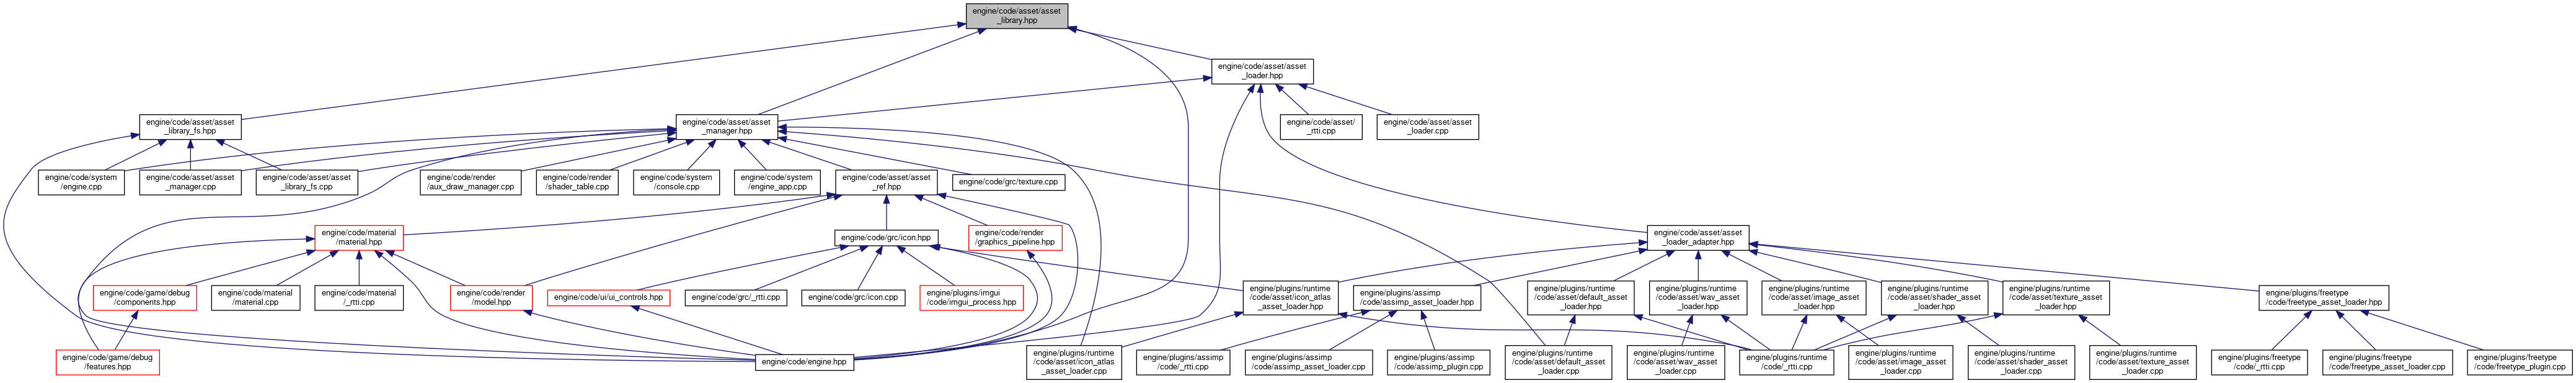 engine/code/asset/asset
_library.hpp
engine/code/asset/asset
_loader.hpp
engine/code/asset/asset
_library_fs.hpp
engine/code/asset/asset
_manager.hpp
engine/code/asset/
_rtti.cpp
engine/code/asset/asset
_loader.cpp
engine/code/system
/engine.cpp
engine/code/asset/asset
_manager.cpp
engine/code/asset/asset
_library_fs.cpp
engine/code/render
/aux_draw_manager.cpp
engine/code/render
/shader_table.cpp
engine/code/system
/console.cpp
engine/code/system
/engine_app.cpp
engine/code/asset/asset
_ref.hpp
engine/code/grc/texture.cpp
engine/code/material
/material.hpp
engine/code/grc/icon.hpp
engine/code/render
/graphics_pipeline.hpp
engine/code/asset/asset
_loader_adapter.hpp
engine/code/game/debug
/components.hpp
engine/code/material
/material.cpp
engine/code/material
/_rtti.cpp
engine/code/render
/model.hpp
engine/code/ui/ui_controls.hpp
engine/code/grc/_rtti.cpp
engine/code/grc/icon.cpp
engine/plugins/imgui
/code/imgui_process.hpp
engine/plugins/runtime
/code/asset/icon_atlas
_asset_loader.hpp
engine/plugins/assimp
/code/assimp_asset_loader.hpp
engine/plugins/runtime
/code/asset/default_asset
_loader.hpp
engine/plugins/runtime
/code/asset/wav_asset
_loader.hpp
engine/plugins/runtime
/code/asset/image_asset
_loader.hpp
engine/plugins/runtime
/code/asset/shader_asset
_loader.hpp
engine/plugins/runtime
/code/asset/texture_asset
_loader.hpp
engine/plugins/freetype
/code/freetype_asset_loader.hpp
engine/code/game/debug
/features.hpp
engine/code/engine.hpp
engine/plugins/runtime
/code/asset/icon_atlas
_asset_loader.cpp
engine/plugins/assimp
/code/_rtti.cpp
engine/plugins/assimp
/code/assimp_asset_loader.cpp
engine/plugins/assimp
/code/assimp_plugin.cpp
engine/plugins/runtime
/code/asset/default_asset
_loader.cpp
engine/plugins/runtime
/code/asset/wav_asset
_loader.cpp
engine/plugins/runtime
/code/_rtti.cpp
engine/plugins/runtime
/code/asset/image_asset
_loader.cpp
engine/plugins/runtime
/code/asset/shader_asset
_loader.cpp
engine/plugins/runtime
/code/asset/texture_asset
_loader.cpp
engine/plugins/freetype
/code/_rtti.cpp
engine/plugins/freetype
/code/freetype_asset_loader.cpp
engine/plugins/freetype
/code/freetype_plugin.cpp